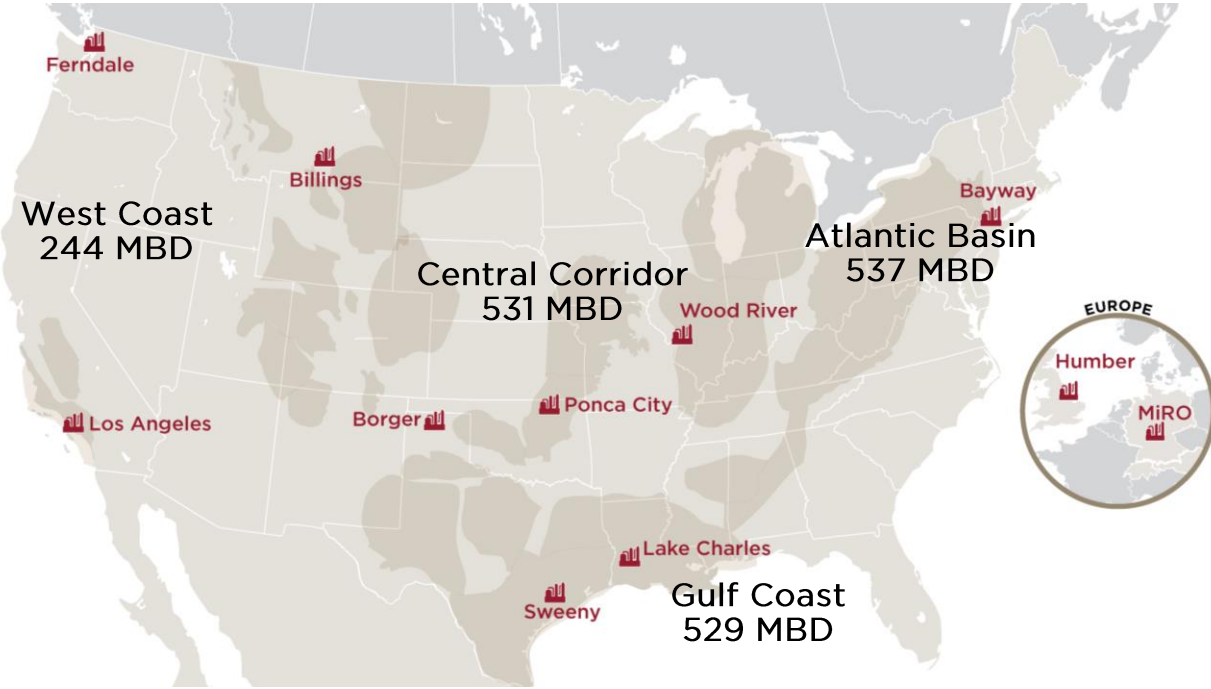 Ferndale
Billings
West Coast
244 MBD
Bayway
Atlantic Basin
537 MBD
Central Corridor
531 MBD
Wood River
EUROPE
Humber
MiRO
Los Angeles
Borger
Ponca City
Lake Charles
Sweeny
Gulf Coast
529 MBD